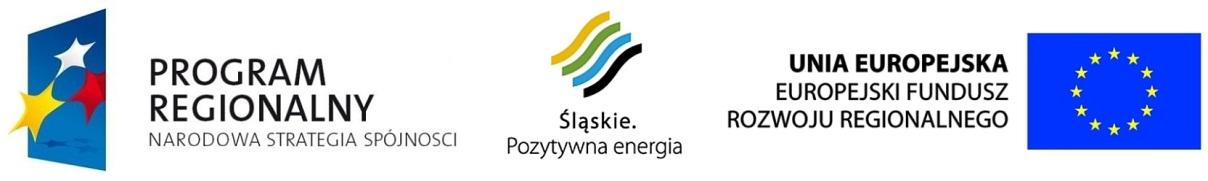 PROGRAM
REGIONALNY
NARODOWA STRATEGIA SPÓJNOSCI
Śląskie.
Pozytywna energia
UNIA EUROPEJSKA
EUROPEJSKI FUNDUSZ
ROZWOJU REGIONALNEGO